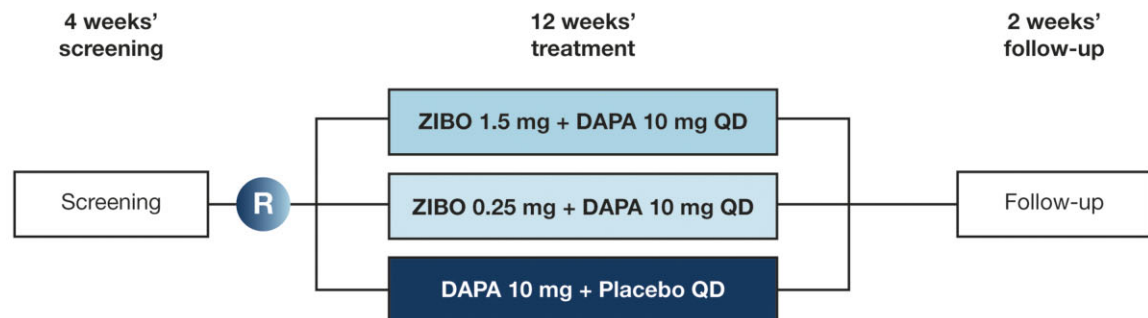 4 weeks’
screening
12 weeks’
treatment
2 weeks’
follow-up
ZIBO 1.5 mg + DAPA 10 mg QD
Screening
R
ZIBO 0.25 mg + DAPA 10 mg QD
Follow-up
DAPA 10 mg + Placebo QD